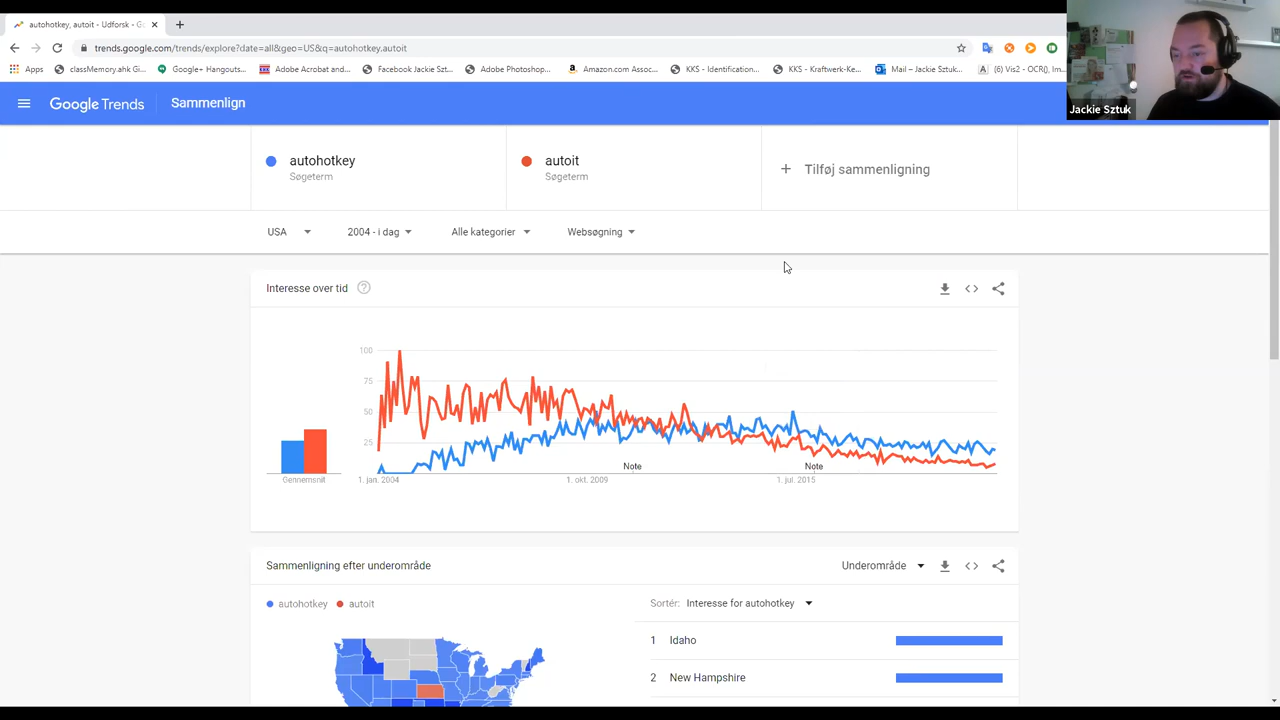 autohotkey, autoit - Udforsk - Go
trends.google.com/trends/explore?date=all&geo=US&q=autohotkey,autoit
Apps
classMemory.ahk Gi...
Google+ Hangouts...
Adobe Acrobat and...
Facebook Jackie Szt...
Adobe Photoshop...
Amazon.com Assoc...
KKS - Identification...
KKS - Kraftwerk-Ke...
Mail – Jackie Sztuk...
(6) Vis2 - OCR(), Im...
Jackie Sztuk
Google Trends
Sammenlign
autohotkey
Søgeterm
autoit
Søgeterm
+ Tilføj sammenligning
USA
2004 - i dag
Alle kategorier
Websøgning
Interesse over tid
100
75
50
25
Note
Note
Gennemsnit
1. jan. 2004
1. okt. 2009
1. jul. 2015
Sammenligning efter underområde
Underområde
autohotkey
autoit
Sortér: Interesse for autohotkey
1 Idaho
2 New Hampshire